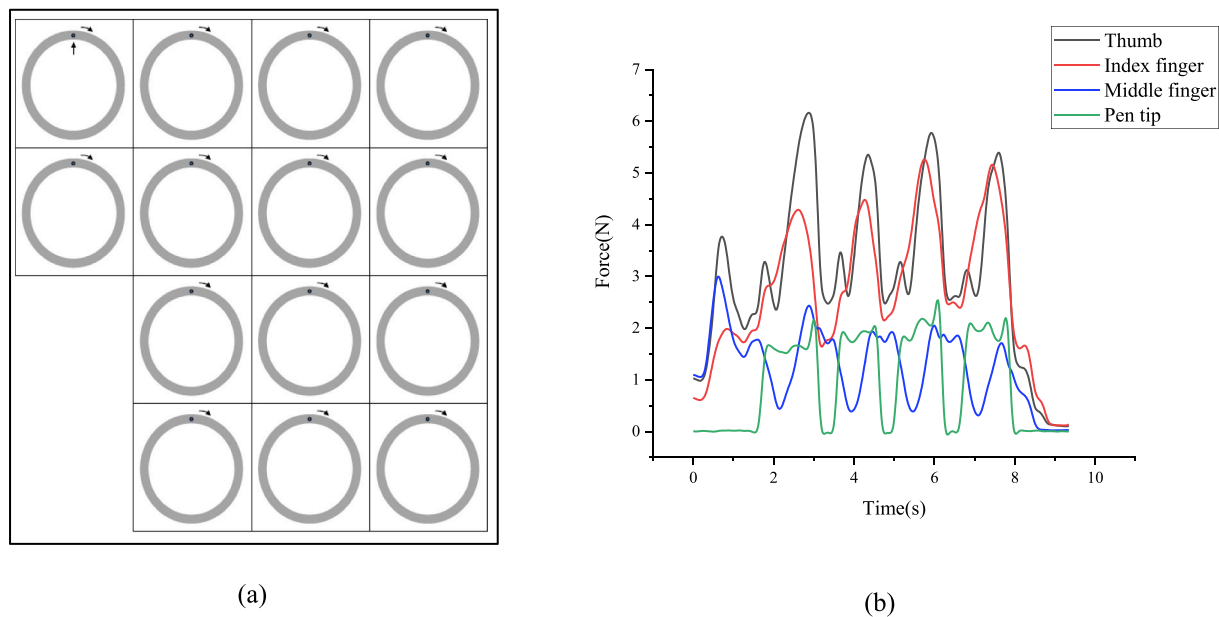 Thumb
Index finger
Middle finger
Pen tip
7
6
5
4
3
2
1
0
Force(N)
0 2 4 6 8 10
Time(s)
(a)
(b)